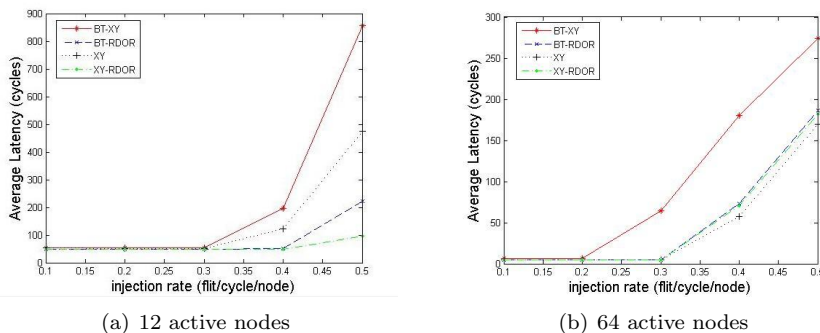 900
800
700
600
500
400
300
200
100
0
Average Latency (cycles)
BT-XY
BT-RDOR
XY
XY-RDOR
0.1 0.15 0.2 0.25 0.3 0.35 0.4 0.45 0.5
injection rate (flit/cycle/node)
(a) 12 active nodes
300
250
200
150
100
50
0
Average Latency (cycles)
BT-XY
BT-RDOR
XY
XY-RDOR
0.1 0.15 0.2 0.25 0.3 0.35 0.4 0.45 0.5
injection rate (flit/cycle/node)
(b) 64 active nodes